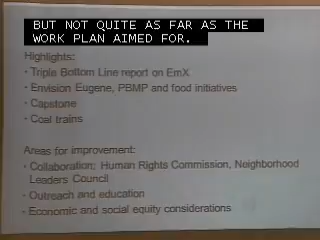 BUT NOT QUITE AS FAR AS THE
WORK PLAN AIMED FOR.
Highlights:
· Triple Bottom Line report on EmX
· Envision Eugene, PBMP and food initiatives
· Capstone
· Coal trains
Areas for improvement:
· Collaboration: Human Rights Commission, Neighborhood
Leaders Council
· Outreach and education
· Economic and social equity considerations